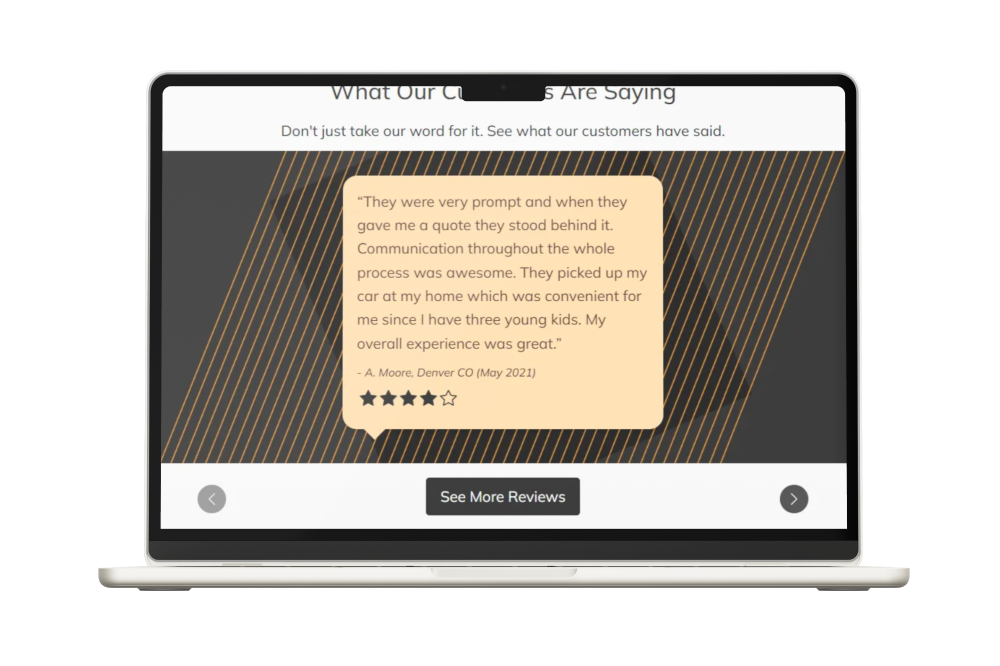 What Our Cu s Are Saying
Don't just take our word for it. See what our customers have said.
“They were very prompt and when they
gave me a quote they stood behind it.
Communication throughout the whole
process was awesome. They picked up my
car at my home which was convenient for
me since I have three young kids. My
overall experience was great.”
- A. Moore, Denver CO (May 2021)
See More Reviews